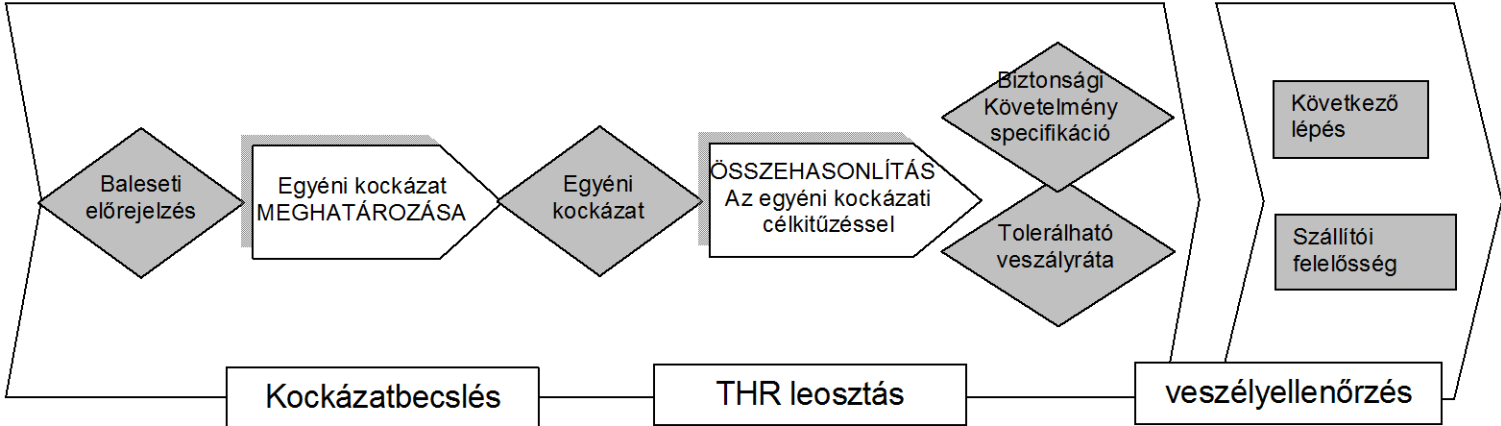 Baleseti
előrejelzés
Egyéni kockázat
MEGHATÁROZÁSA
Egyéni
kockázat
ÖSSZEHASONLÍTÁS
Az egyéni kockázati
célkitűzéssel
Biztonsági
Követelmény
specifikáció
Tolerálható
veszályráta
Következő
lépés
Szállítói
felelősség
Kockázatbecslés
THR leosztás
veszélyellenőrzés